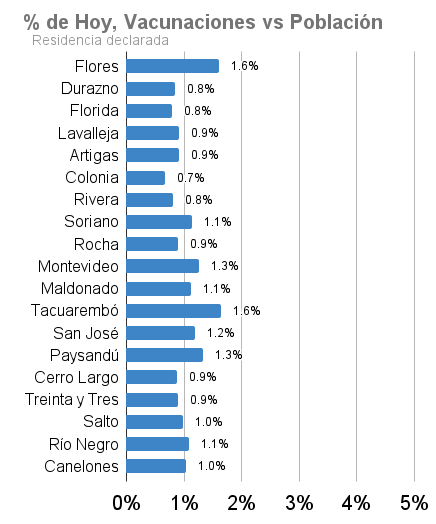 % de Hoy, Vacunaciones vs Población
Residencia declarada
Flores 1.6%
Durazno 0.8%
Florida 0.8%
Lavalleja 0.9%
Artigas 0.9%
Colonia 0.7%
Rivera 0.8%
Soriano 1.1%
Rocha 0.9%
Montevideo 1.3%
Maldonado 1.1%
Tacuarembó 1.6%
San José 1.2%
Paysandú 1.3%
Cerro Largo 0.9%
Treinta y Tres 0.9%
Salto 1.0%
Río Negro 1.1%
Canelones 1.0%
0% 1% 2% 3% 4% 5%